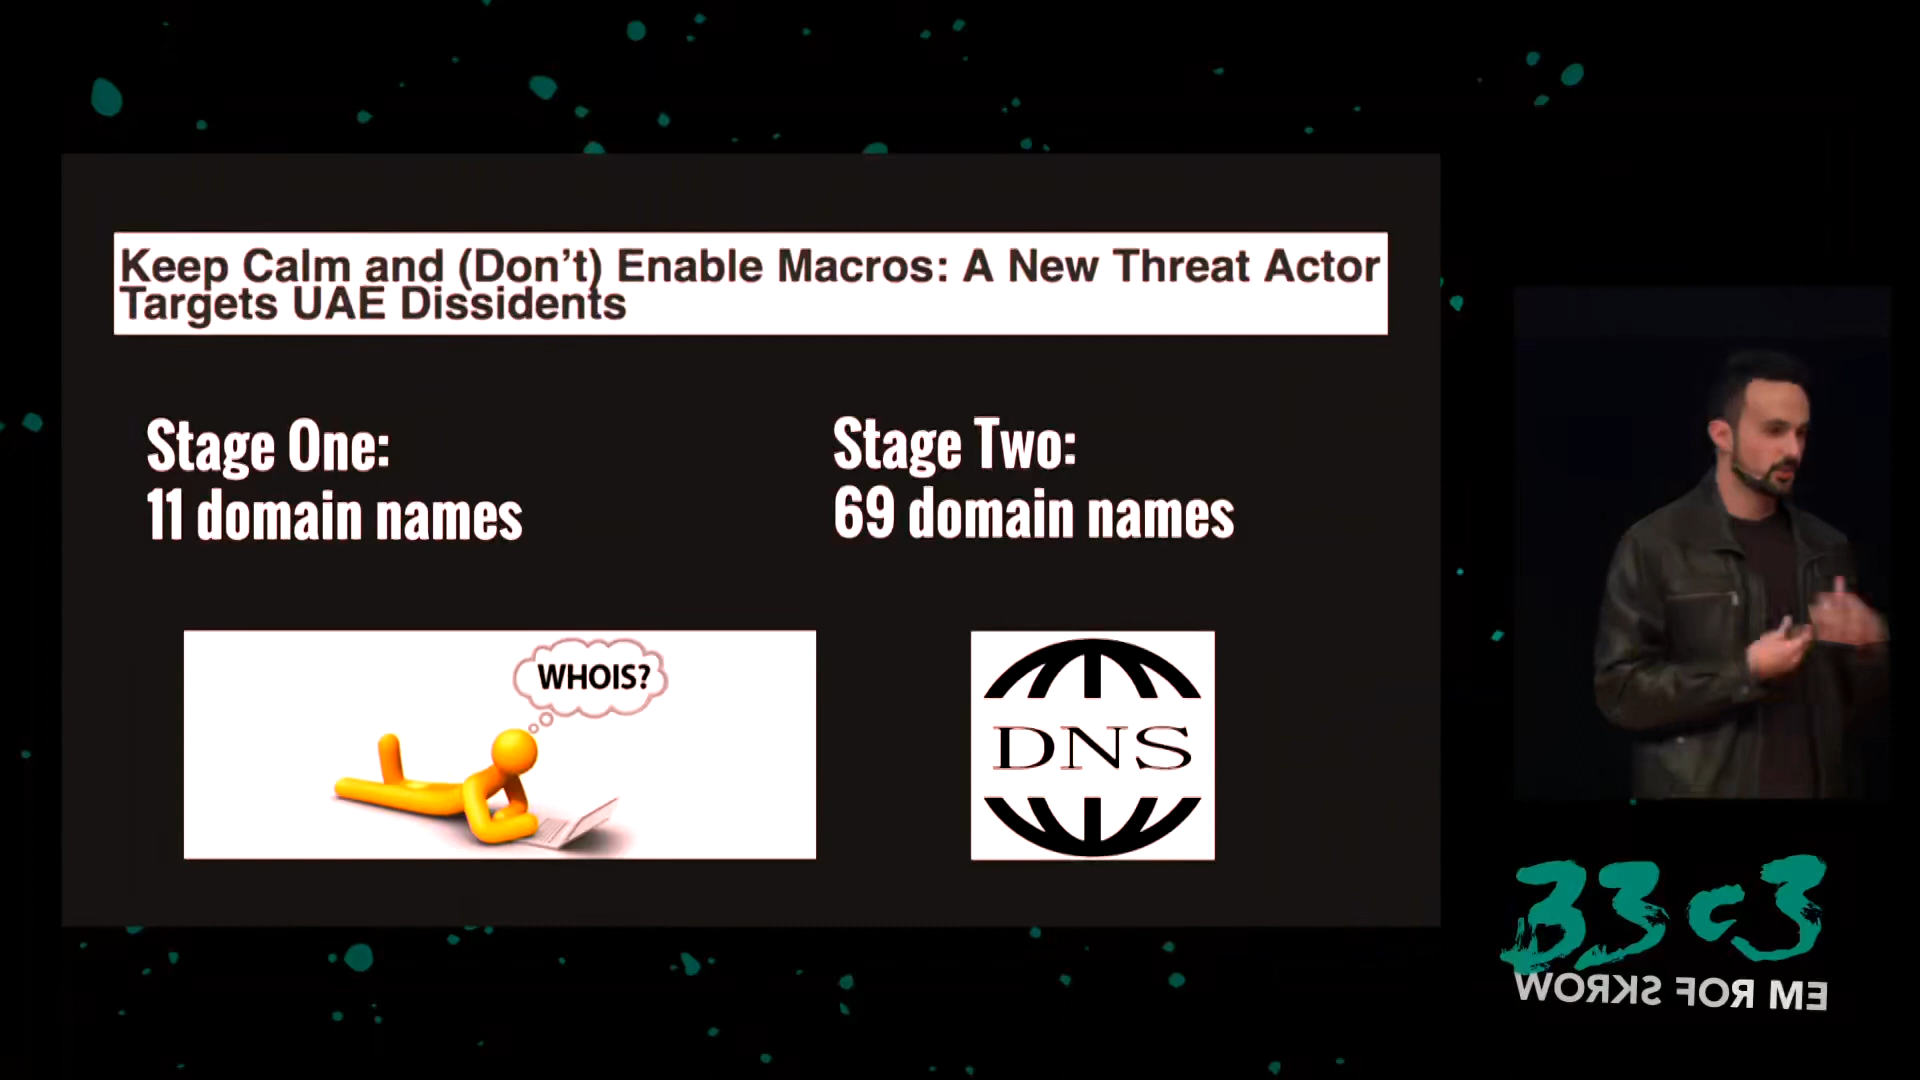 Keep Calm and (Don’t) Enable Macros: A New Threat Actor
Targets UAE Dissidents
Stage One:
11 domain names
Stage Two:
69 domain names
WHOIS?
DNS
33c3
WORKS FOR ME